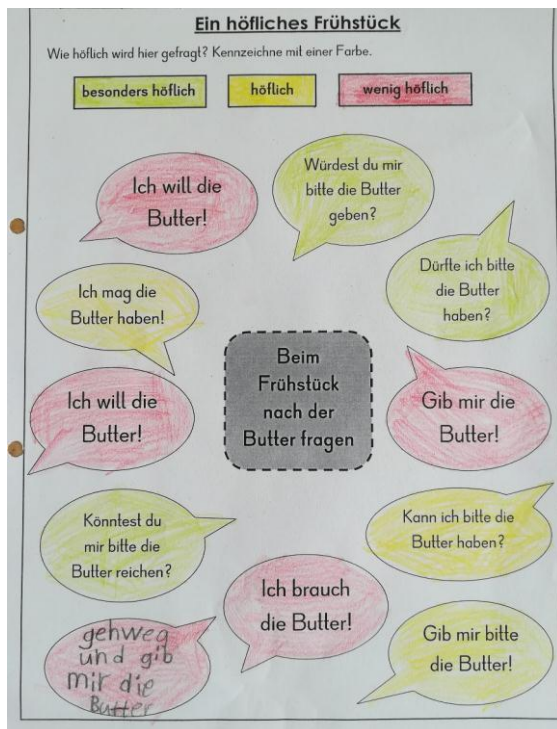 Ein höfliches Frühstück
Wie höflich wird hier gefragt? Kennzeichne mit einer Farbe.
besonders höflich
höflich
wenig höflich
Ich will die
Butter!
Würdest du mir
bitte die Butter
geben?
Dürfte ich bitte
die Butter
haben?
Ich mag die
Butter haben!
Beim
Frühstück
nach der
Butter fragen
Ich will die
Butter!
Gib mir die
Butter!
Könntest du
mir bitte die
Butter reichen?
Kann ich bitte die
Butter haben?
Ich brauch
die Butter!
gehweg
und gib
mir die
Butter
Gib mir bitte
die Butter!